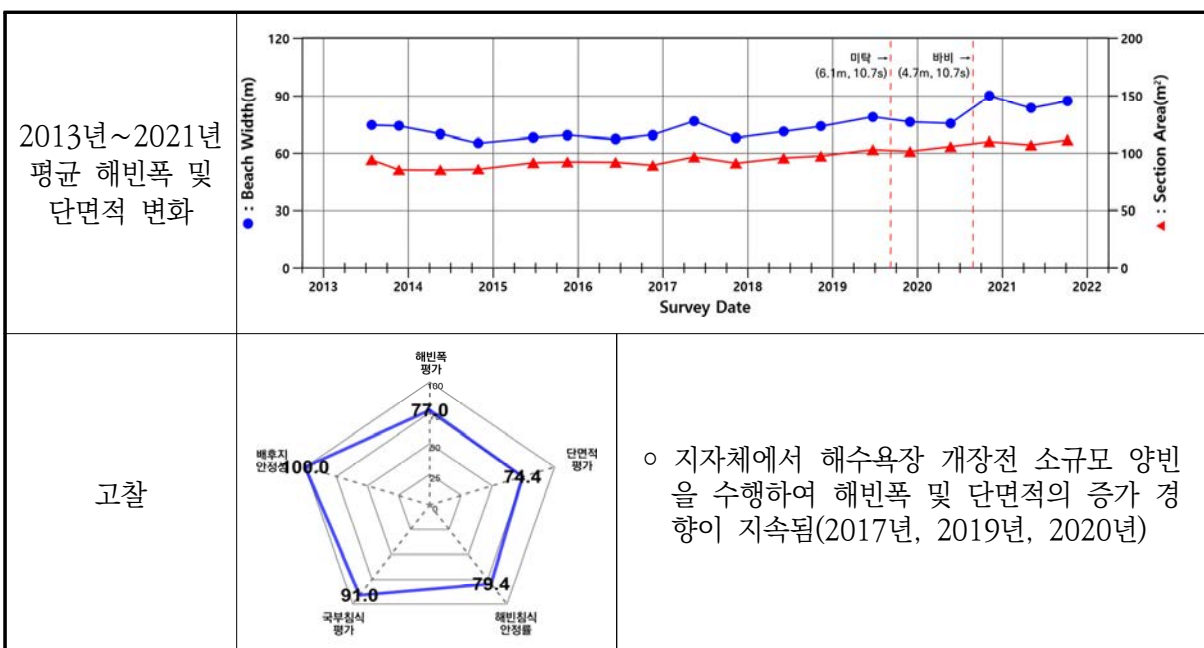 2013년~2021년
평균 해빈폭 및
단면적 변화
120
90
60
30
0
● : Beach Width(m)
미탁 → 바비 →
(6.1m, 10.7s) (4.7m, 10.7s)
200
150
100
50
0
▲ : Section Area(m²)
2013 2014 2015 2016 2017 2018 2019 2020 2021 2022
Survey Date
고찰
해빈폭
평가
100
77.0
50
25
0
배후지
안정성
100.0
단면적
평가
74.4
91.0
국부침식
평가
79.4
해빈침식
안정률
○ 지자체에서 해수욕장 개장전 소규모 양빈
을 수행하여 해빈폭 및 단면적의 증가 경
향이 지속됨(2017년, 2019년, 2020년)